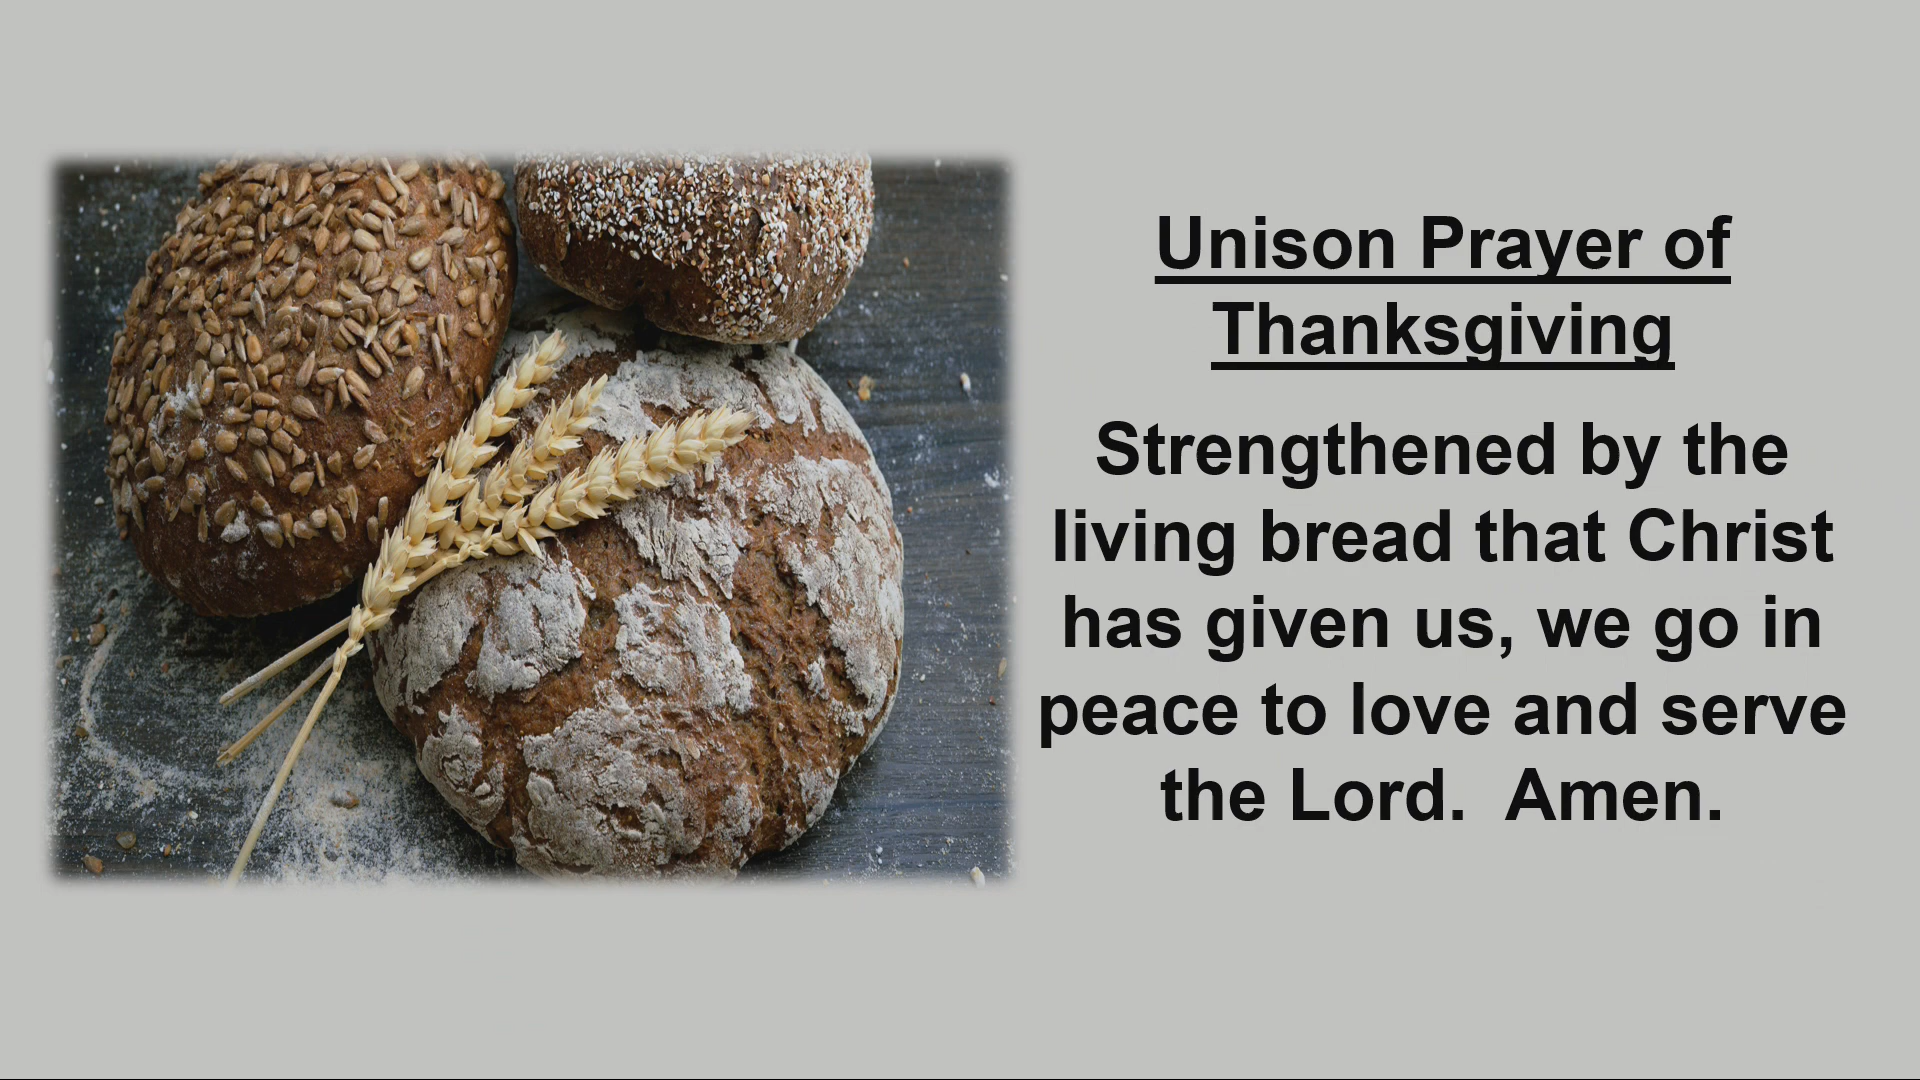 Unison Prayer of
Thanksgiving
Strengthened by the
living bread that Christ
has given us, we go in
peace to love and serve
the Lord.  Amen.